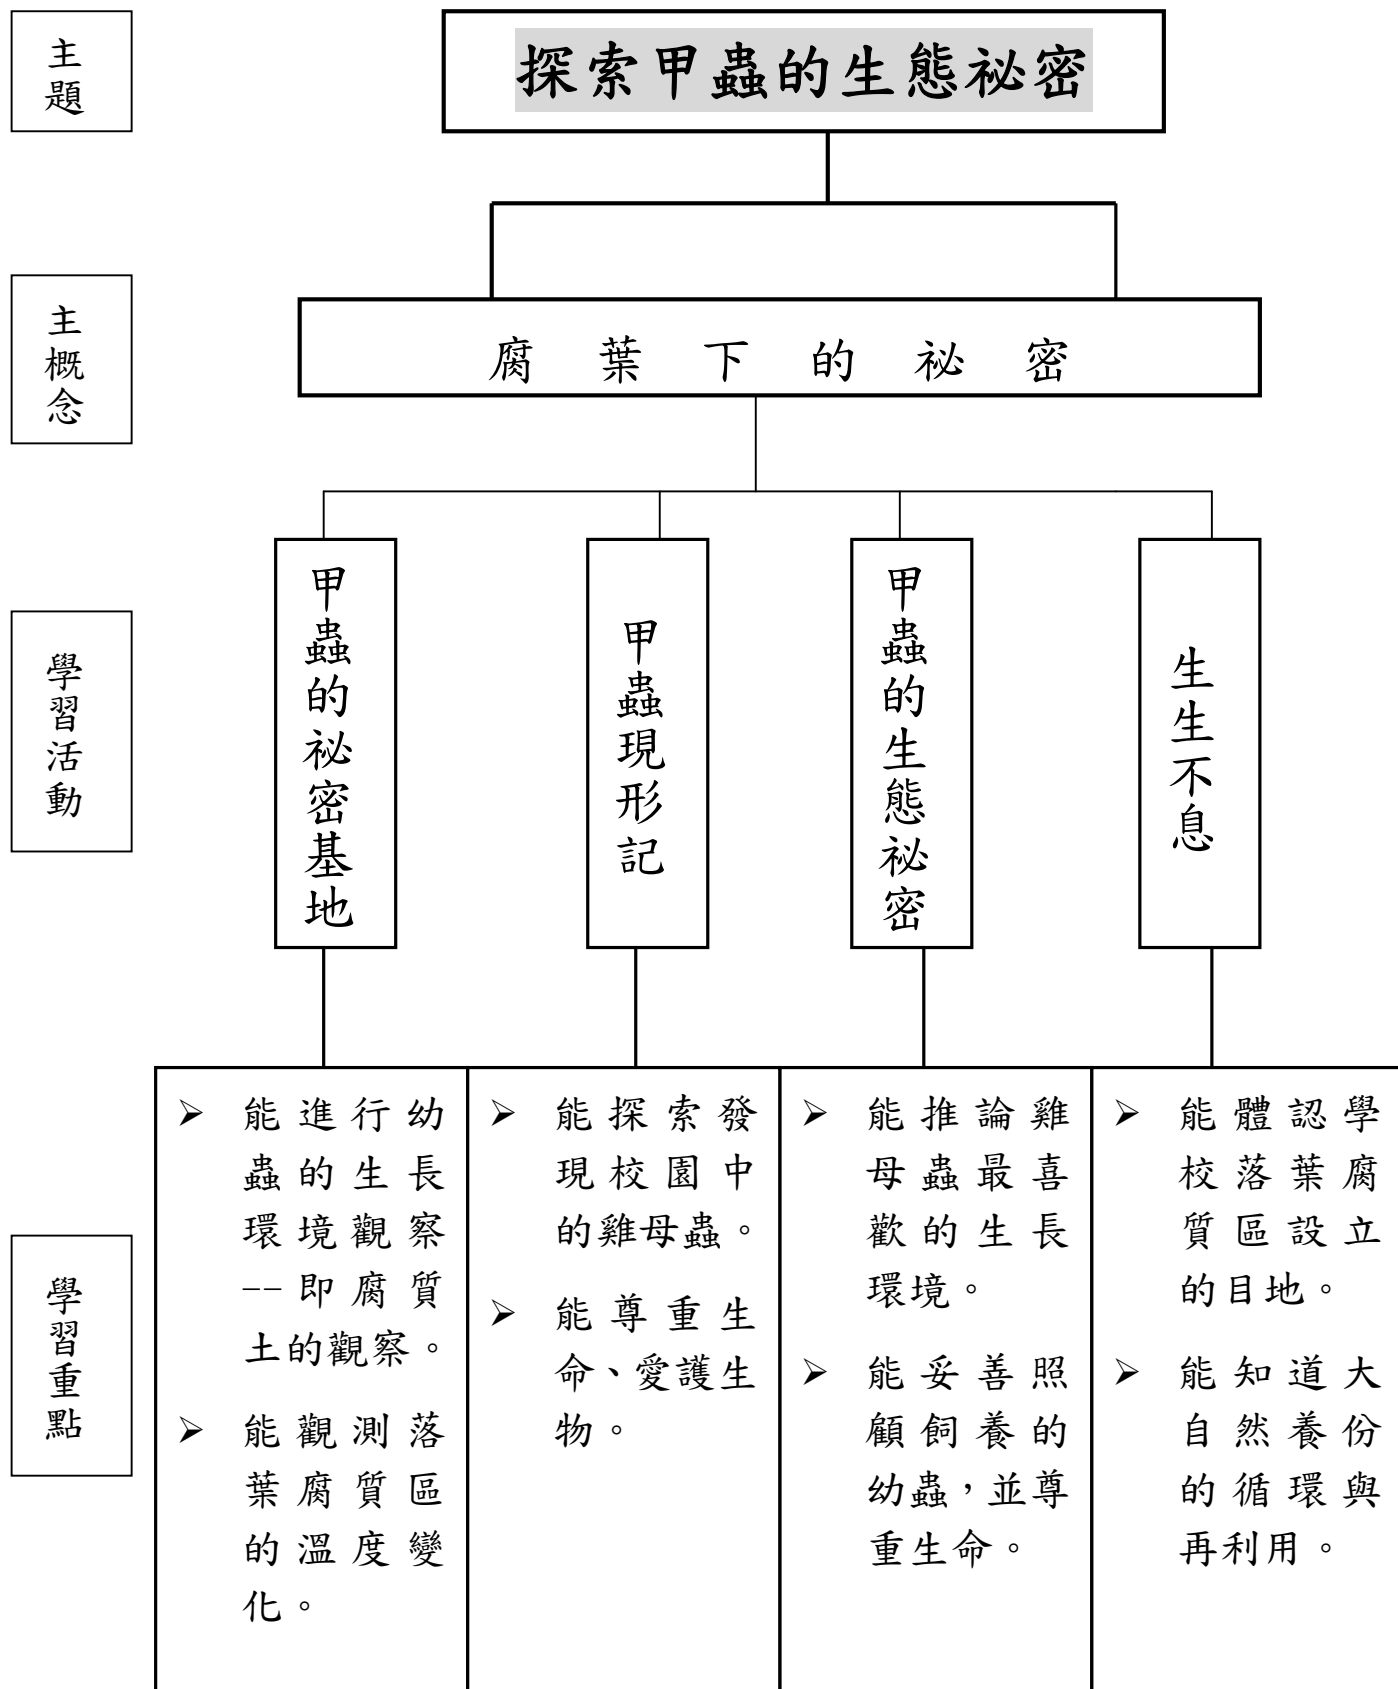 主題
探索甲蟲的生態祕密
主概念
腐葉下的祕密
學習活動
甲蟲的祕密基地
甲蟲現形記
甲蟲的生態祕密
生生不息
學習重點
➢ 能進行幼
蟲的生長
環境觀察
--即腐質
土的觀察。
➢ 能觀測落
葉腐質區
的溫度變
化。
➢ 能探索發
現校園中
的雞母蟲。
➢ 能尊重生
命、愛護生
物。
➢ 能推論雞
母蟲最喜
歡的生長
環境。
➢ 能妥善照
顧飼養的
幼蟲，並尊
重生命。
➢ 能體認學
校落葉腐
質區設立
的目地。
➢ 能知道大
自然養份
的循環與
再利用。